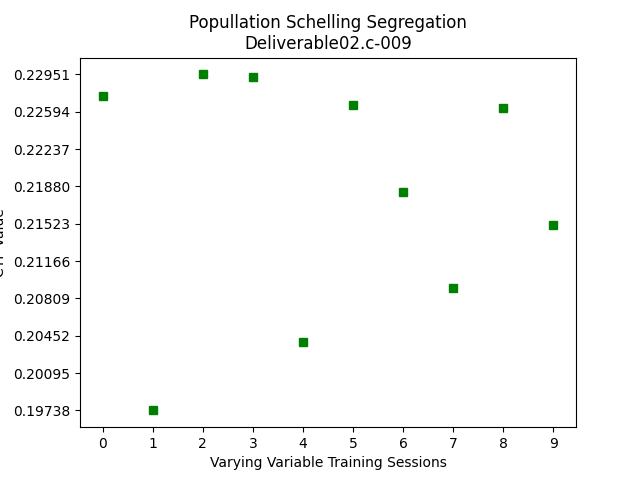 Popullation Schelling Segregation
Deliverable02.c-009
0.22951
0.22594
0.22237
0.21880
0.21523
0.21166
0.20809
0.20452
0.20095
0.19738
0 1 2 3 4 5 6 7 8 9
Varying Variable Training Sessions